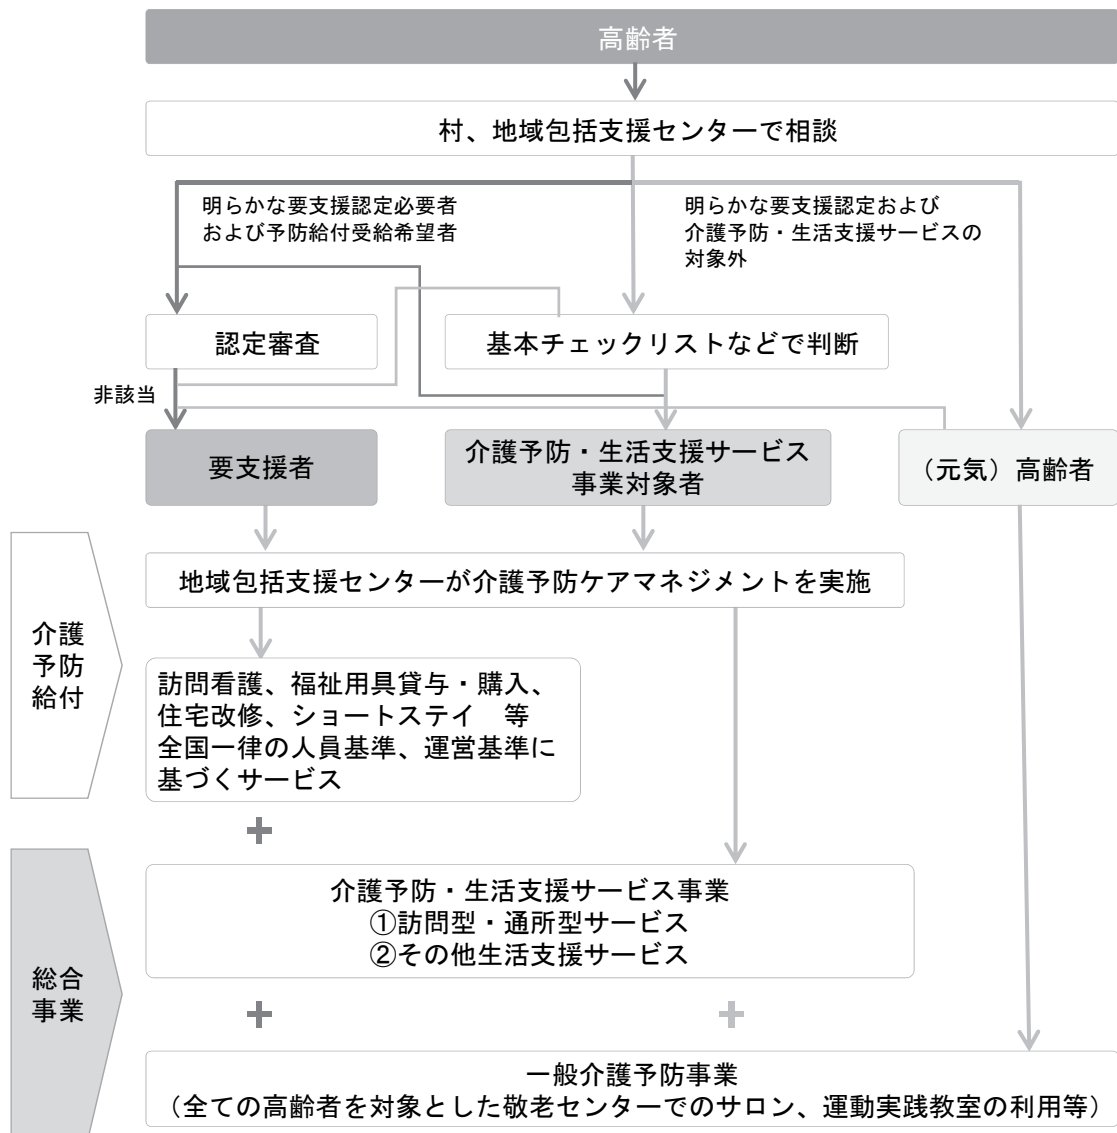 高齢者
村、地域包括支援センターで相談
明らかな要支援認定必要者
および予防給付受給希望者
明らかな要支援認定および
介護予防・生活支援サービスの
対象外
認定審査
基本チェックリストなどで判断
非該当
要支援者
介護予防・生活支援サービス
事業対象者
（元気）高齢者
地域包括支援センターが介護予防ケアマネジメントを実施
介護
予防
給付
訪問看護、福祉用具貸与・購入、
住宅改修、ショートステイ　等
全国一律の人員基準、運営基準に
基づくサービス
+
介護予防・生活支援サービス事業
①訪問型・通所型サービス
②その他生活支援サービス
総合
事業
+
+
一般介護予防事業
（全ての高齢者を対象とした敬老センターでのサロン、運動実践教室の利用等）